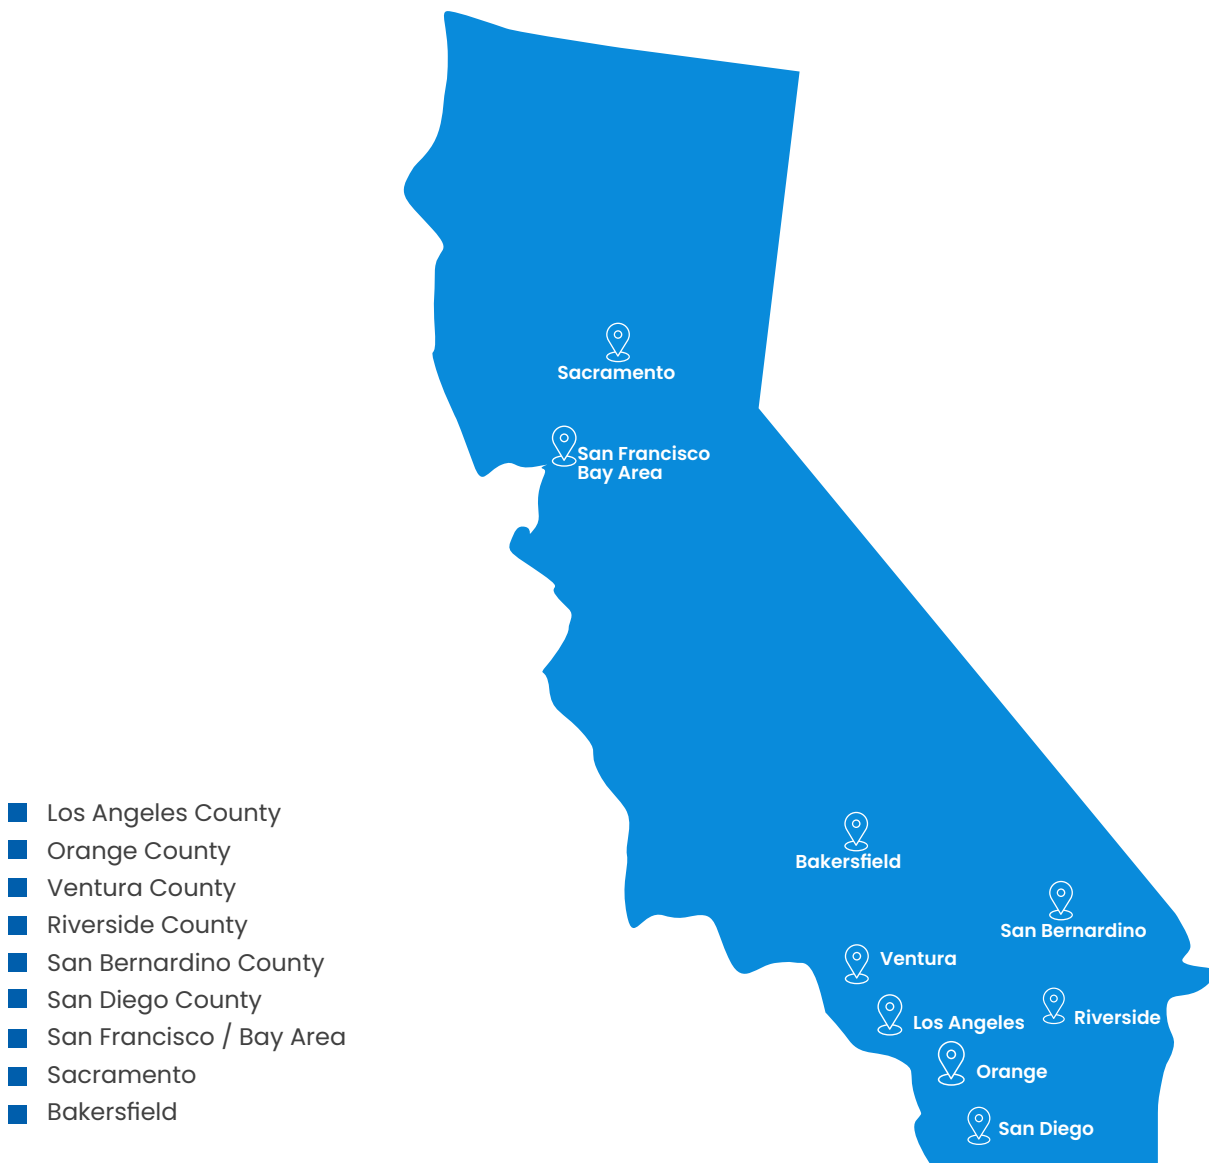 Sacramento
San Francisco
Bay Area
Bakersfield
San Bernardino
Ventura
Los Angeles
Riverside
Orange
San Diego
Los Angeles County
Orange County
Ventura County
Riverside County
San Bernardino County
San Diego County
San Francisco / Bay Area
Sacramento
Bakersfield